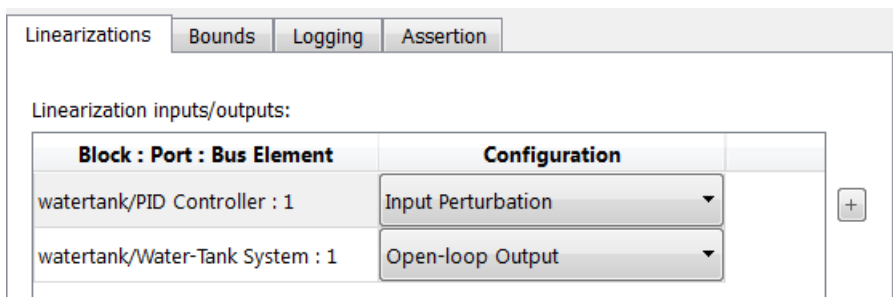 Linearizations Bounds Logging Assertion
Linearization inputs/outputs:
Block : Port : Bus Element Configuration
watertank/PID Controller : 1 Input Perturbation +
watertank/Water-Tank System : 1 Open-loop Output